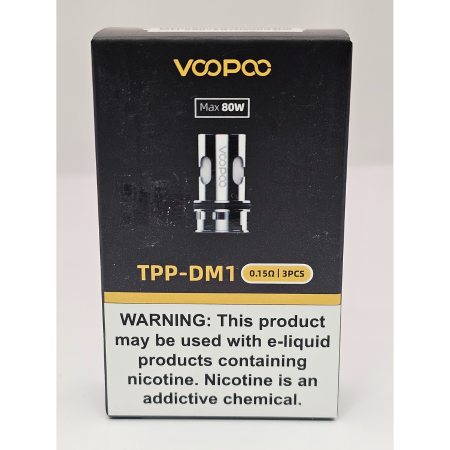 VOOPOO
Max 80W
VOOPOO
TPP-DM1 0.15Ω | 3PCS
WARNING: This product
may be used with e-liquid
products containing
nicotine. Nicotine is an
addictive chemical.